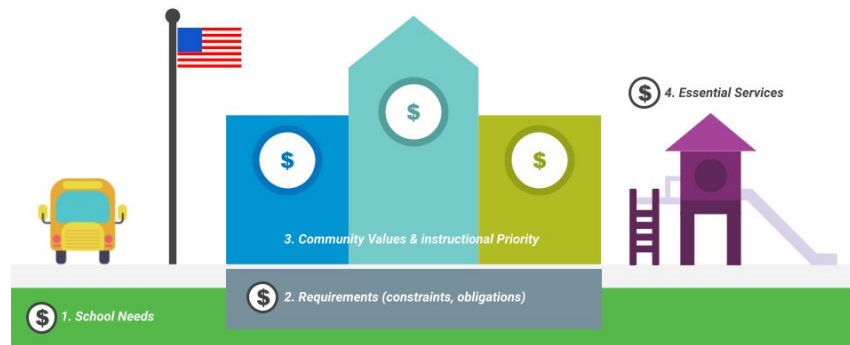 $
$
$
$ 4. Essential Services
3. Community Values & instructional Priority
$ 2. Requirements (constraints, obligations)
$ 1. School Needs